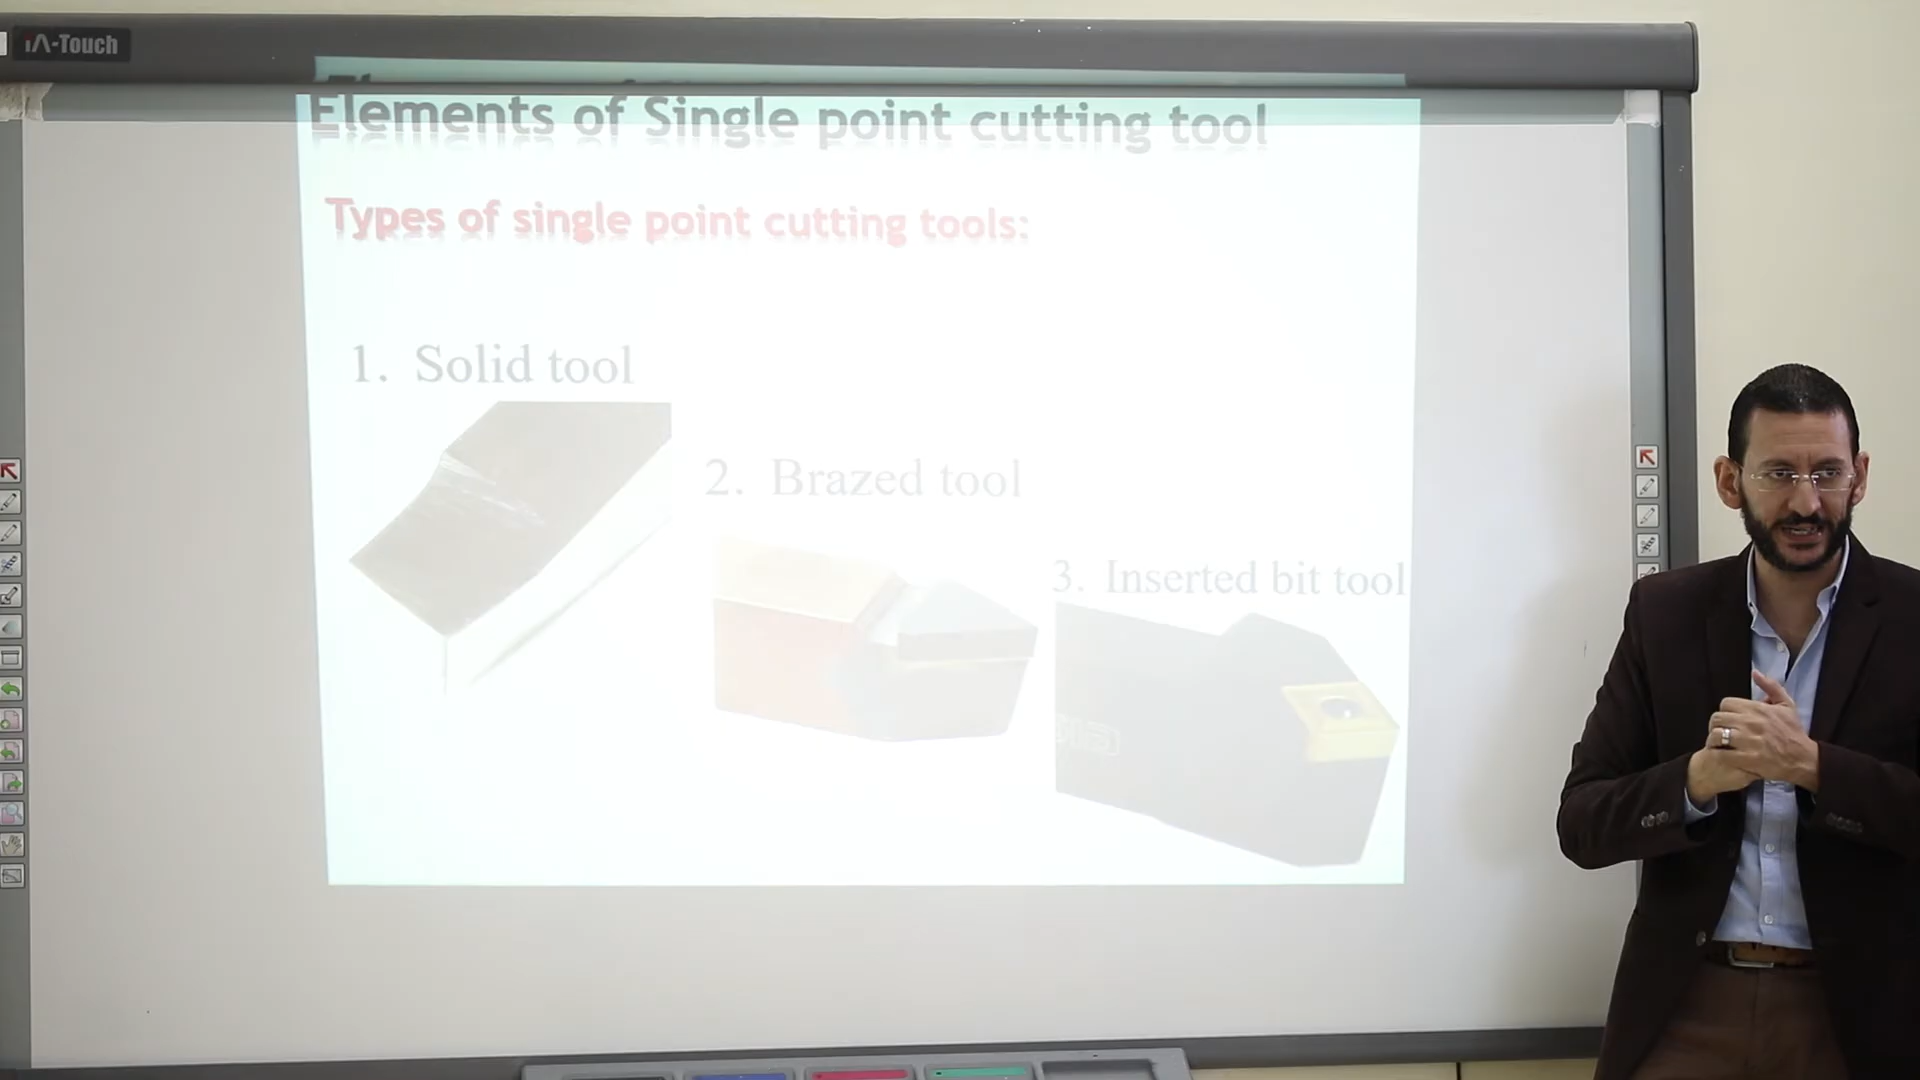 iA-Touch
Elements of Single point cutting tool
Types of single point cutting tools:
1. Solid tool
2. Brazed tool
3. Inserted bit tool